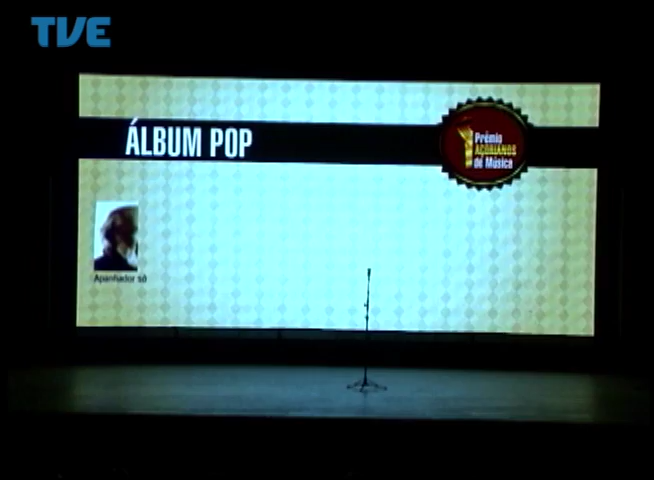 TVE
ÁLBUM POP
Prêmio
AÇORIANOS
de Música
Apanhador só